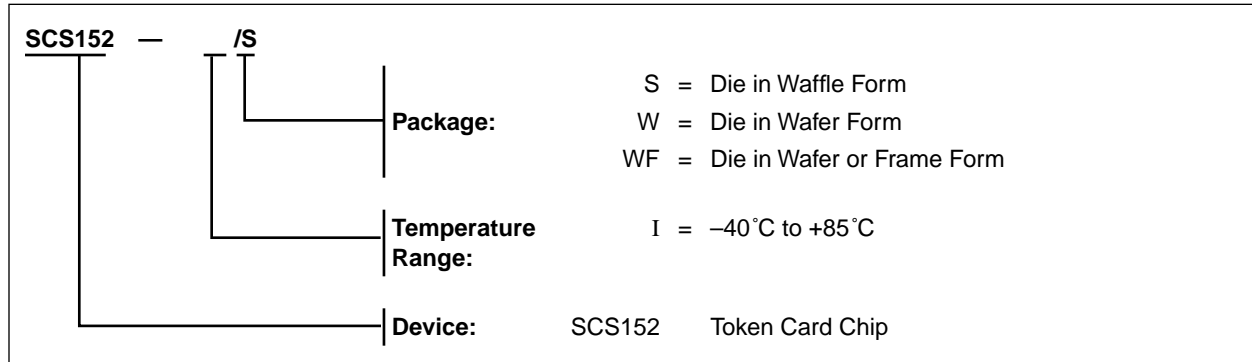 SCS152 — _ /S
Package: S = Die in Waffle Form
W = Die in Wafer Form
WF = Die in Wafer or Frame Form
Temperature I = –40˚C to +85˚C
Range:
Device: SCS152 Token Card Chip